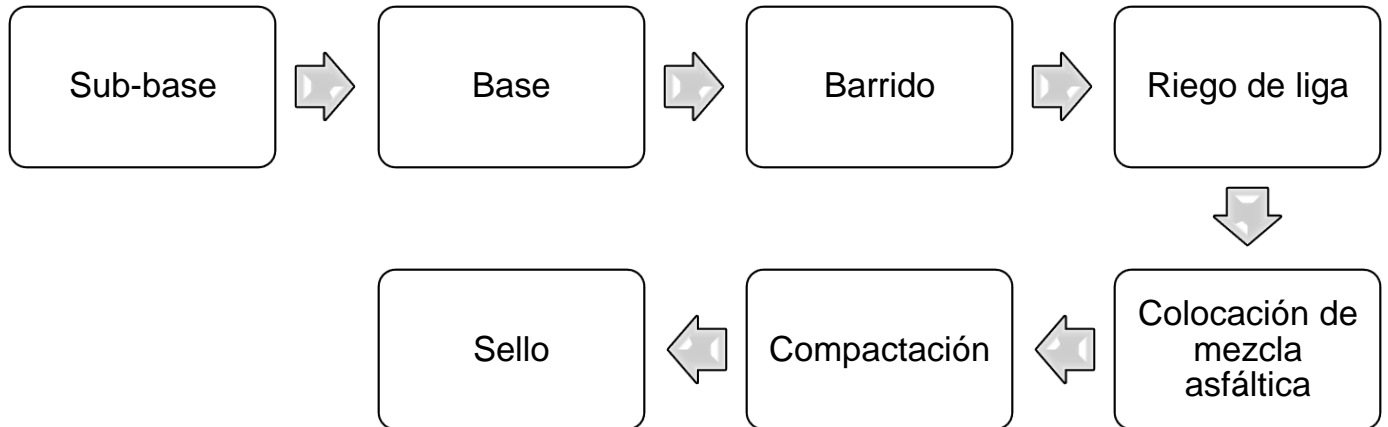 Sub-base
Base
Barrido
Riego de liga
Colocación de
mezcla
asfáltica
Compactación
Sello